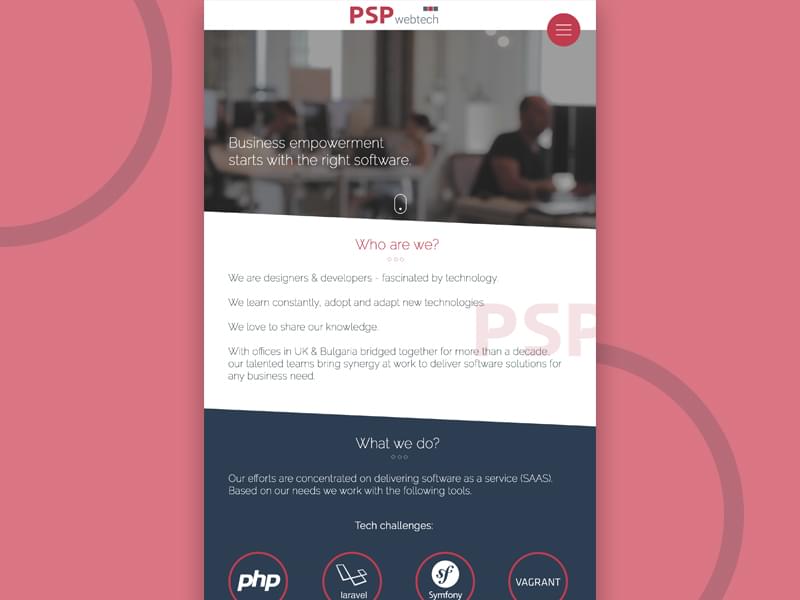 PSP webtech
Business empowerment
starts with the right software.
Who are we?
We are designers & developers - fascinated by technology.
We learn constantly, adopt and adapt new technologies.
We love to share our knowledge.
PSP
With offices in UK & Bulgaria bridged together for more than a decade,
our talented teams bring synergy at work to deliver software solutions for
any business need.
What we do?
Our efforts are concentrated on delivering software as a service (SAAS).
Based on our needs we work with the following tools.
Tech challenges:
php
laravel
sf
Symfony
VAGRANT